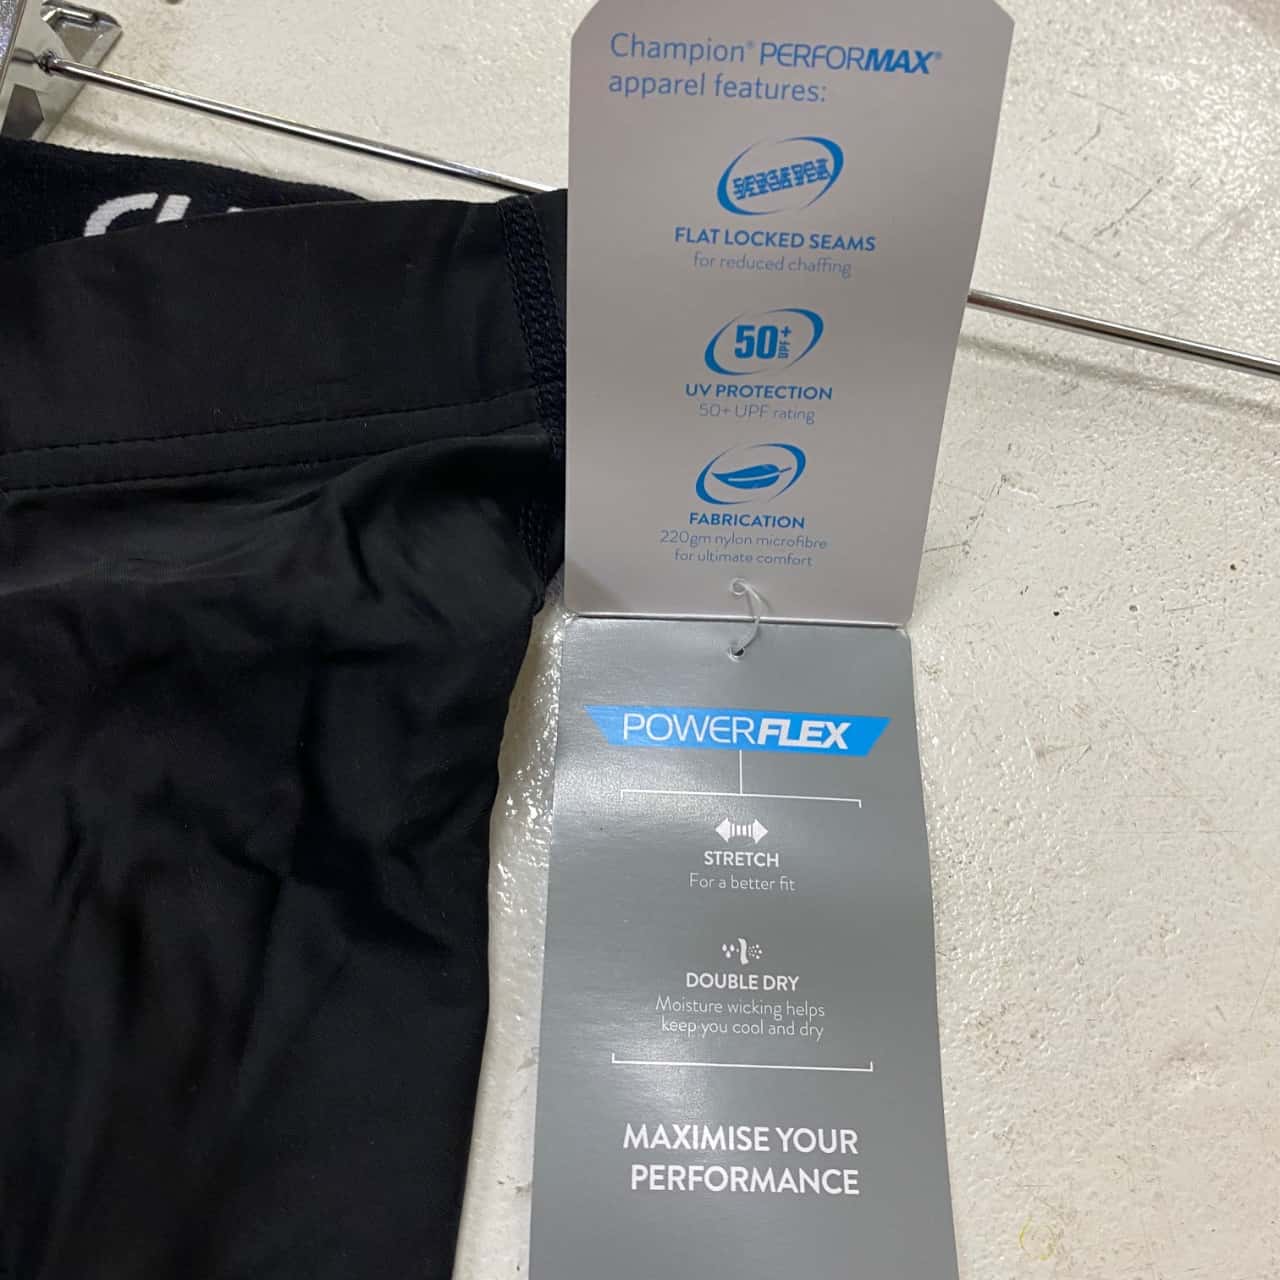 Champion® PERFORMAX®
apparel features:
FLAT LOCKED SEAMS
for reduced chaffing
50+
UPF
UV PROTECTION
50+ UPF rating
FABRICATION
220gm nylon microfibre
for ultimate comfort
POWERFLEX
STRETCH
For a better fit
DOUBLE DRY
Moisture wicking helps
keep you cool and dry
MAXIMISE YOUR
PERFORMANCE